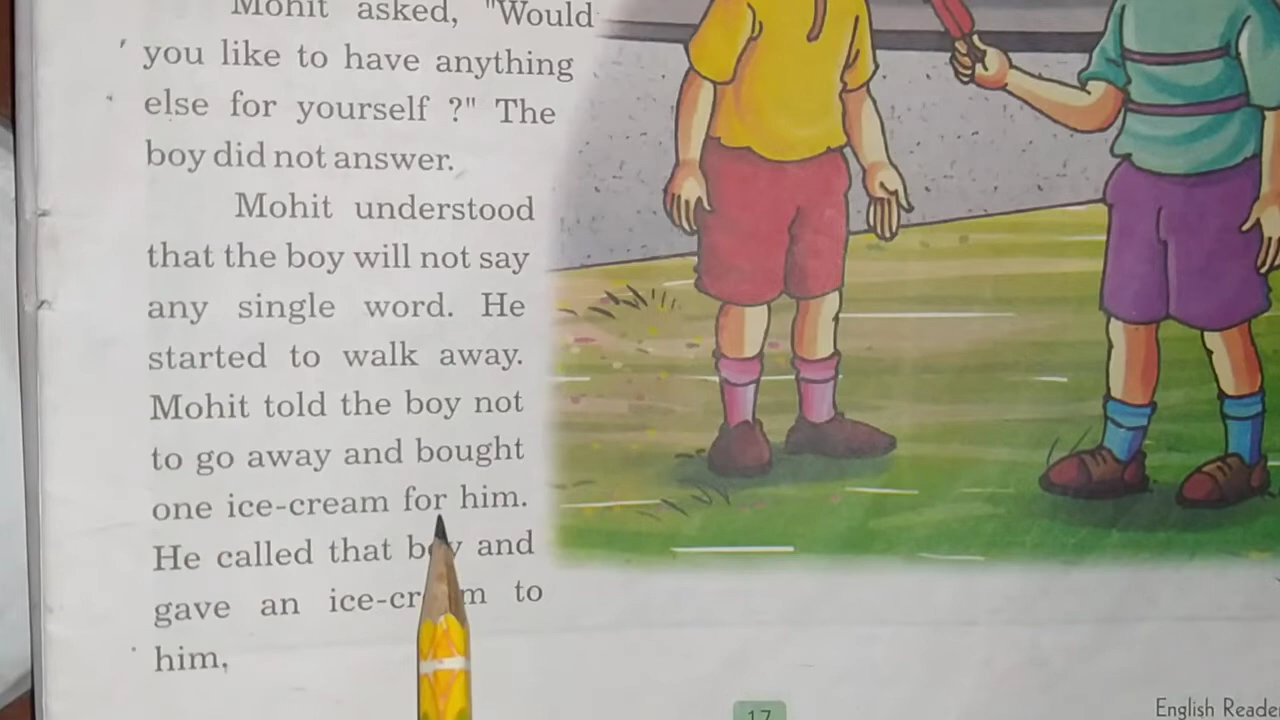 Mohit asked, "Would
you like to have anything
else for yourself ?" The
boy did not answer.
Mohit understood
that the boy will not say
any single word. He
started to walk away.
Mohit told the boy not
to go away and bought
one ice-cream for him.
He called that boy and
gave an ice-cream to
him,
17
English Reade